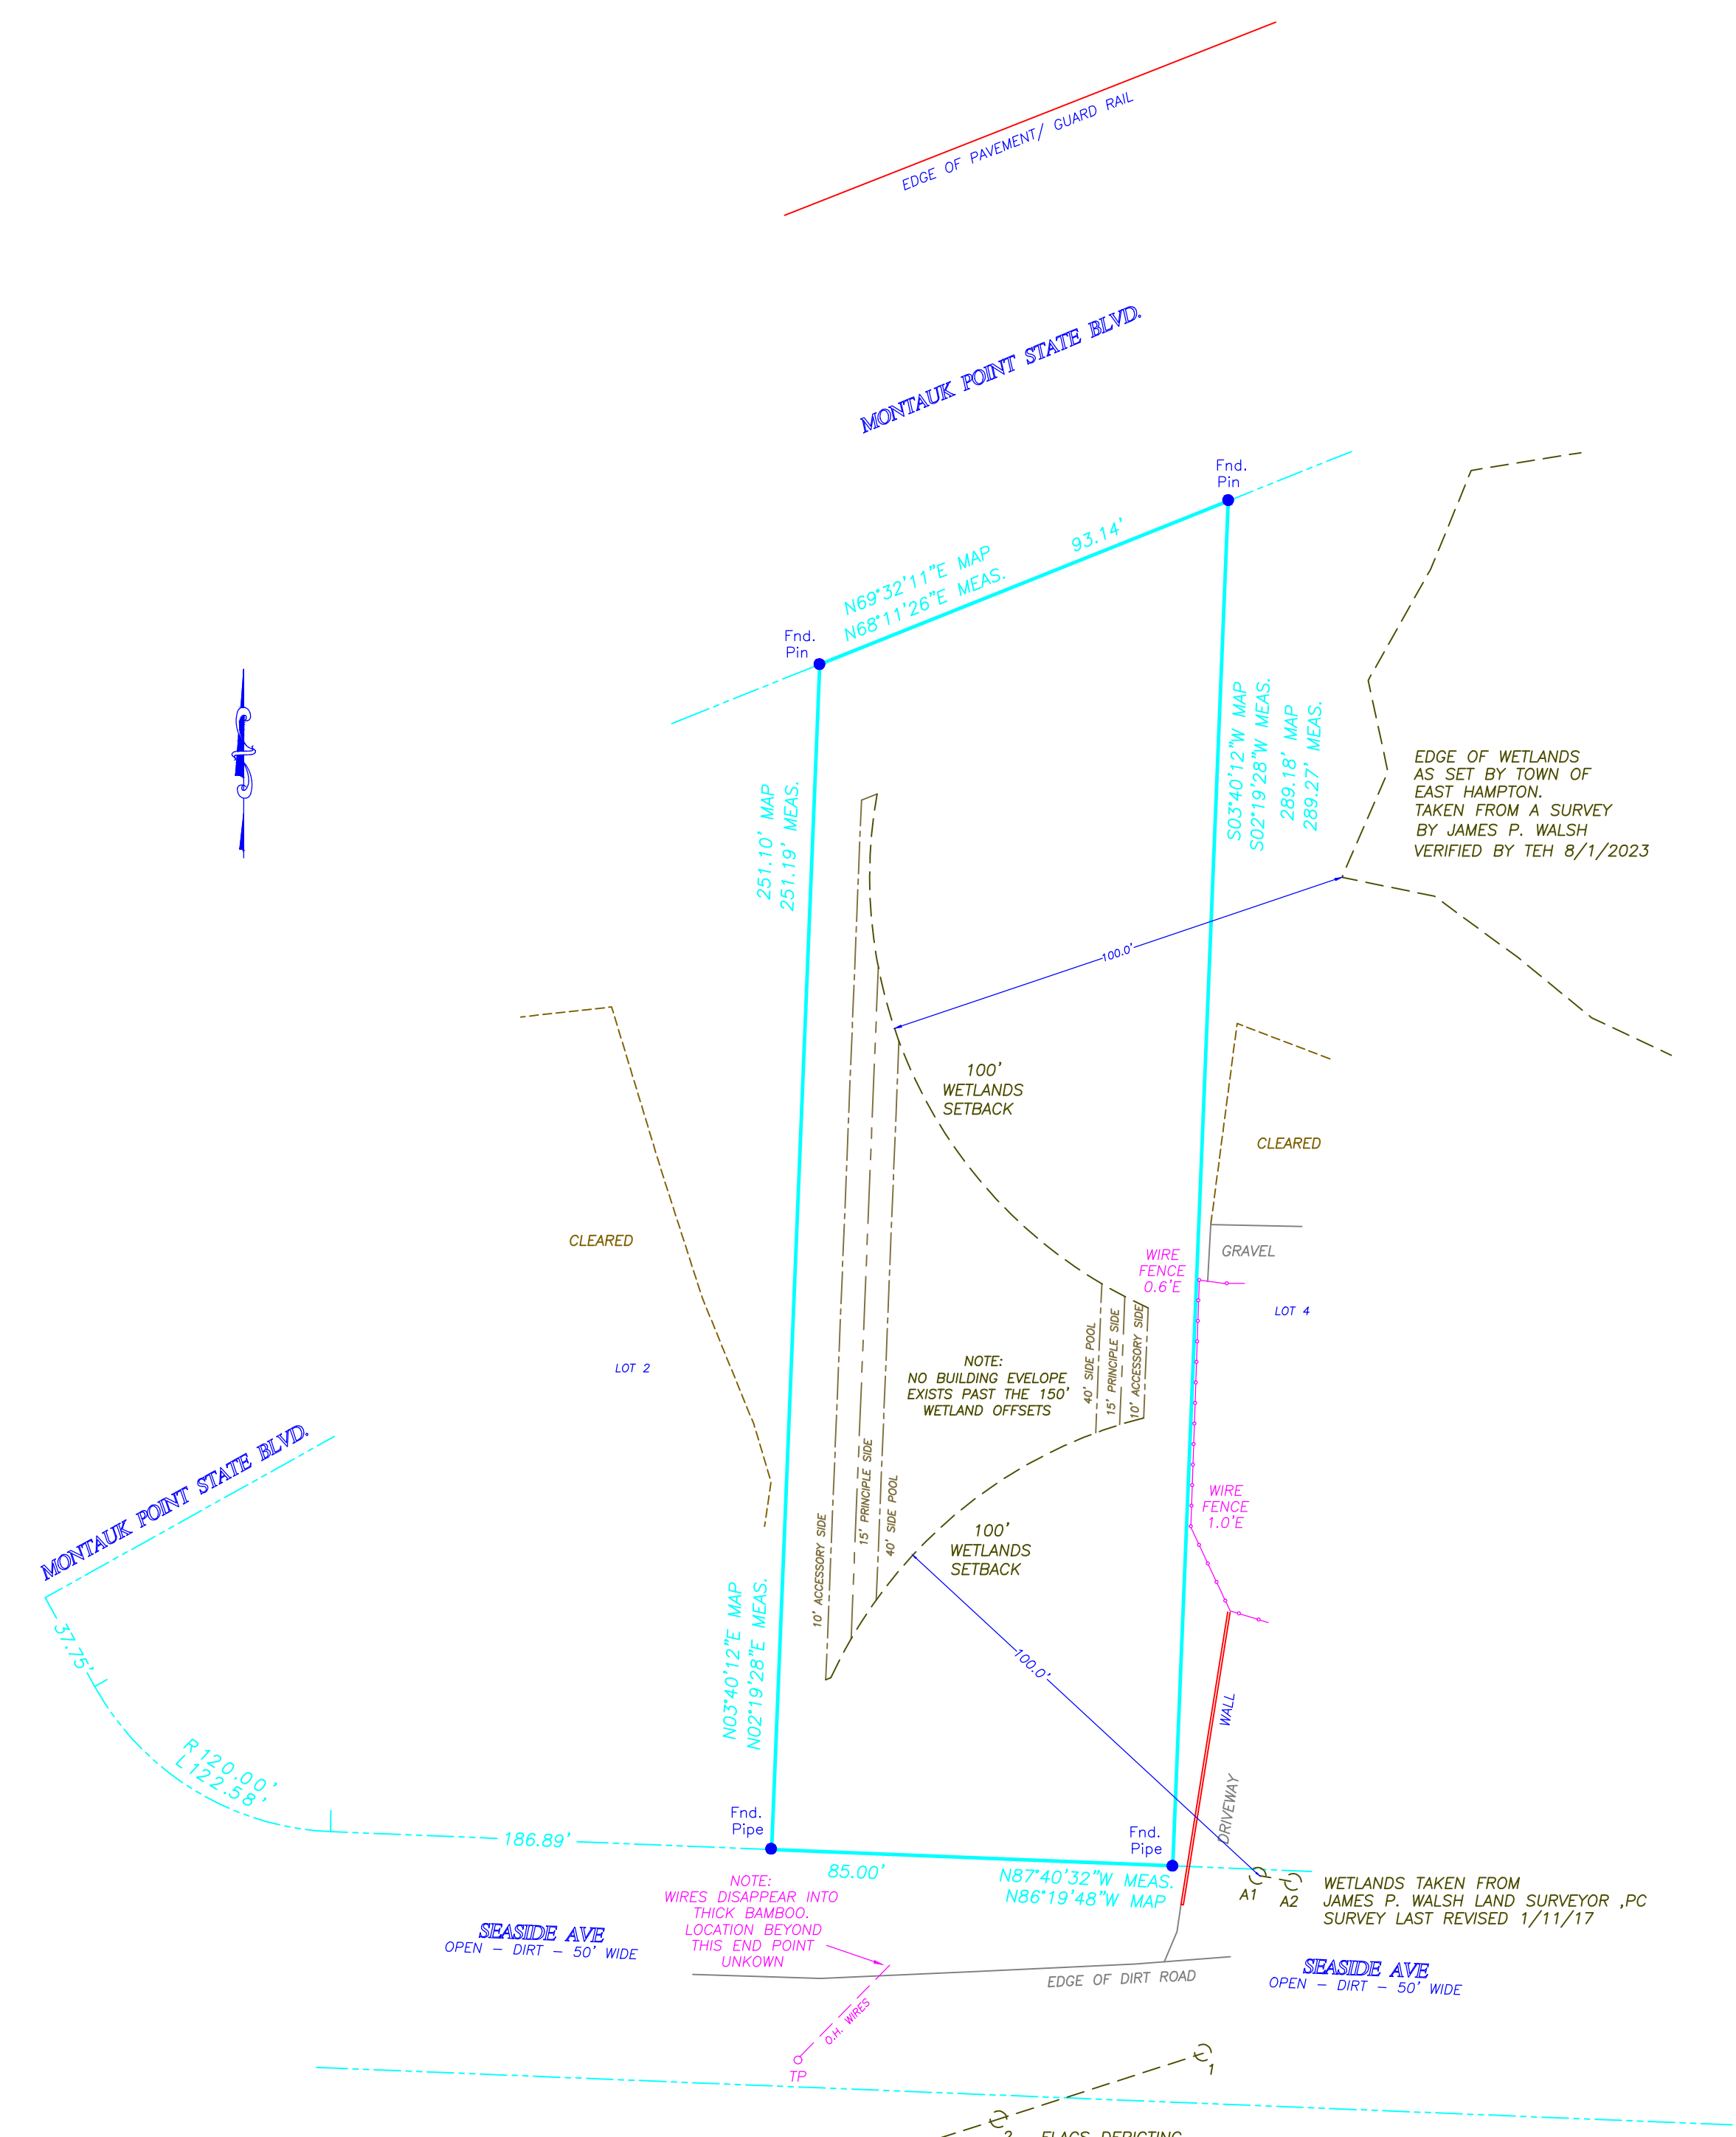 EDGE OF PAVEMENT/ GUARD RAIL
MONTAUK POINT STATE BLVD.
Fnd.
Pin
93.14'
N69°32'11"E MAP
N68°11'26"E MEAS.
Fnd.
Pin
S03°40'12"W MAP
S02°19'28"W MEAS.
289.18' MAP
289.27' MEAS.
251.10' MAP
251.19' MEAS.
EDGE OF WETLANDS
AS SET BY TOWN OF
EAST HAMPTON.
TAKEN FROM A SURVEY
BY JAMES P. WALSH
VERIFIED BY TEH 8/1/2023
100.0'
100'
WETLANDS
SETBACK
CLEARED
CLEARED
WIRE
FENCE
0.6'E
GRAVEL
LOT 4
LOT 2
NOTE:
NO BUILDING EVELOPE
EXISTS PAST THE 150'
WETLAND OFFSETS
40' SIDE POOL
15' PRINCIPLE SIDE
10' ACCESSORY SIDE
10' ACCESSORY SIDE
15' PRINCIPLE SIDE
40' SIDE POOL
WIRE
FENCE
1.0'E
100'
WETLANDS
SETBACK
MONTAUK POINT STATE BLVD.
37.75'
R120.00'
L122.58'
N03°40'12"E MAP
N02°19'28"E MEAS.
100.0'
WALL
DRIVEWAY
186.89'
Fnd.
Pipe
Fnd.
Pipe
85.00'
N87°40'32"W MEAS.
N86°19'48"W MAP
A1
A2
WETLANDS TAKEN FROM
JAMES P. WALSH LAND SURVEYOR ,PC
SURVEY LAST REVISED 1/11/17
NOTE:
WIRES DISAPPEAR INTO
THICK BAMBOO.
LOCATION BEYOND
THIS END POINT
UNKOWN
SEASIDE AVE
OPEN - DIRT - 50' WIDE
EDGE OF DIRT ROAD
SEASIDE AVE
OPEN - DIRT - 50' WIDE
O.H. WIRES
TP
1
2
FLAGS DEPICTING